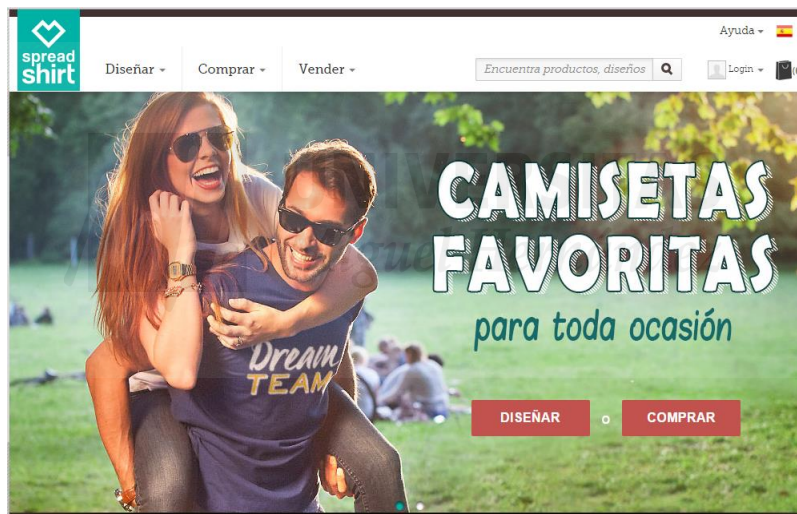 Ayuda
spread
shirt
Diseñar
Comprar
Vender
Encuentra productos, diseños
Login
CAMISETAS
FAVORITAS
para toda ocasión
Dream
TEAM
DISEÑAR
o
COMPRAR